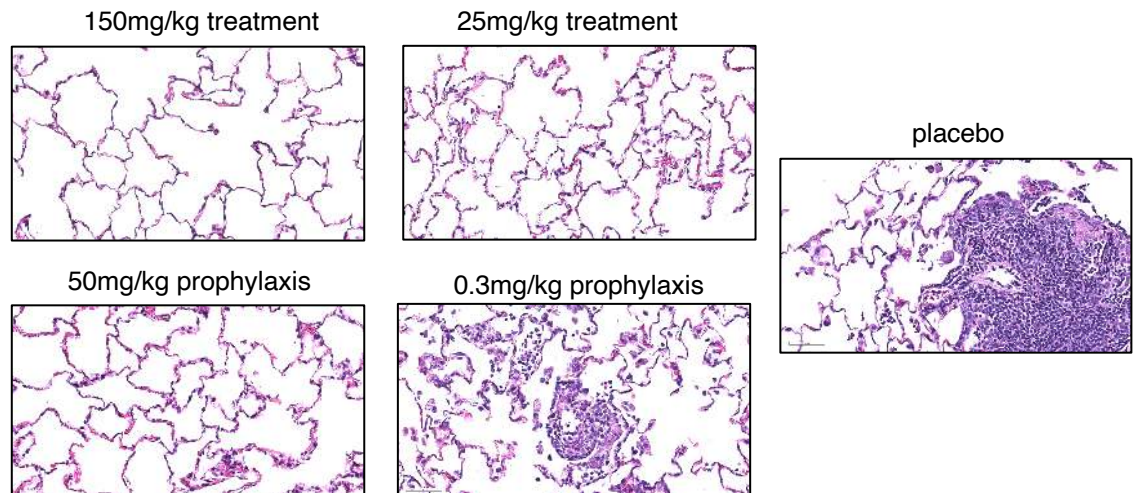 150mg/kg treatment
25mg/kg treatment
placebo
50mg/kg prophylaxis
0.3mg/kg prophylaxis